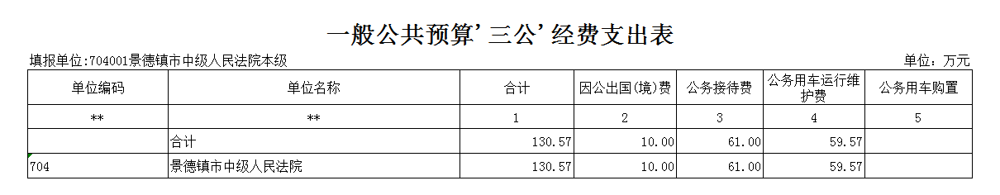 一般公共预算'三公'经费支出表
填报单位:704001景德镇市中级人民法院本级 单位：万元
单位编码 单位名称 合计 因公出国(境)费 公务接待费 公务用车运行维护费 公务用车购置
** ** 1 2 3 4 5
合计 130.57 10.00 61.00 59.57
704 景德镇市中级人民法院 130.57 10.00 61.00 59.57